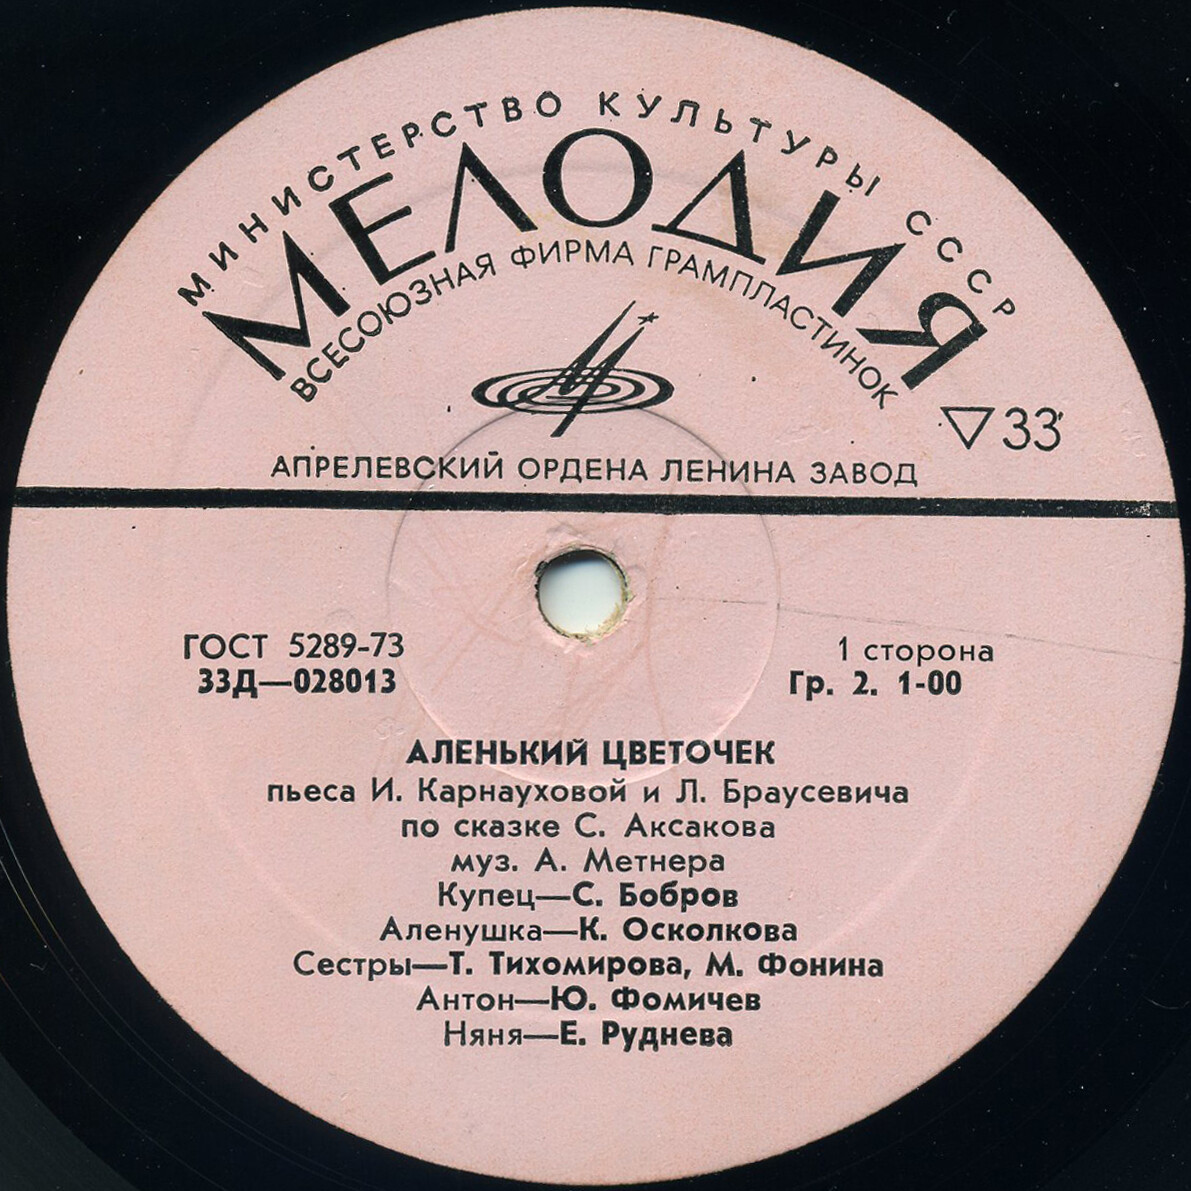 МИНИСТЕРСТВО КУЛЬТУРЫ СССР
МЕЛОДИЯ
ВСЕСОЮЗНАЯ ФИРМА ГРАМПЛАСТИНОК
33
АПРЕЛЕВСКИЙ ОРДЕНА ЛЕНИНА ЗАВОД
ГОСТ 5289-73
33Д—028013
1 сторона
Гр. 2. 1-00
АЛЕНЬКИЙ ЦВЕТОЧЕК
пьеса И. Карнауховой и Л. Браусевича
по сказке С. Аксакова
муз. А. Метнера
Купец—С. Бобров
Аленушка—К. Осколкова
Сестры—Т. Тихомирова, М. Фонина
Антон—Ю. Фомичев
Няня—Е. Руднева